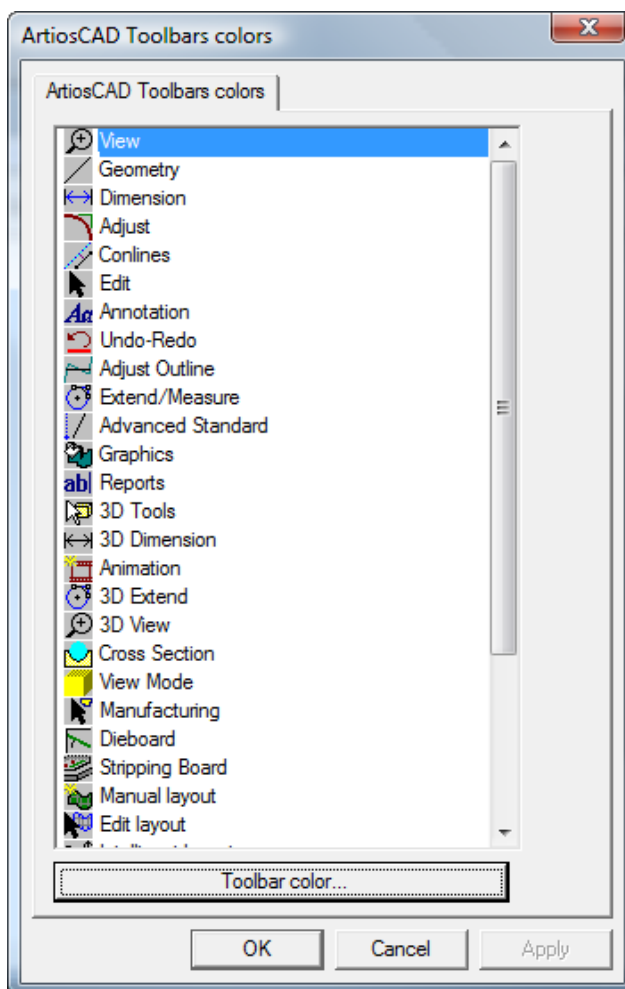 ArtiosCAD Toolbars colors
ArtiosCAD Toolbars colors
View
Geometry
Dimension
Adjust
Conlines
Edit
Annotation
Undo-Redo
Adjust Outline
Extend/Measure
Advanced Standard
Graphics
ab| Reports
3D Tools
3D Dimension
Animation
3D Extend
3D View
Cross Section
View Mode
Manufacturing
Dieboard
Stripping Board
Manual layout
Edit layout
Toolbar color...
OK Cancel Apply